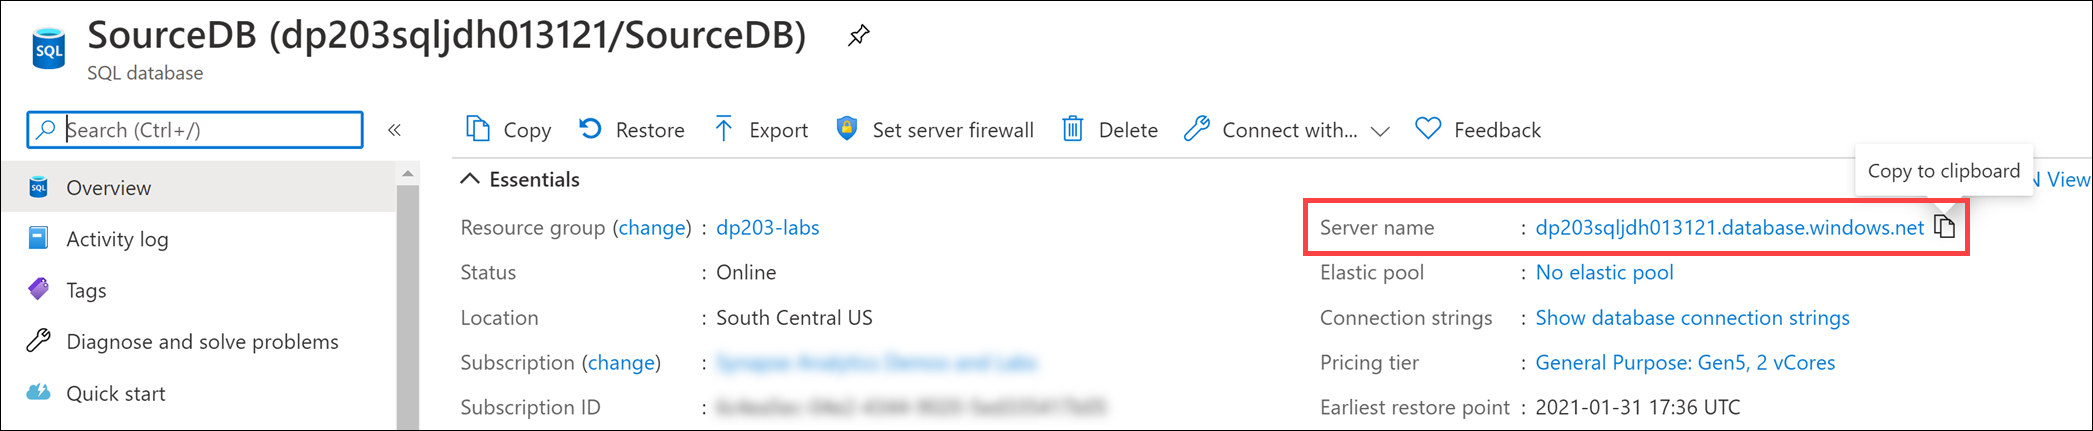 SQL
SourceDB (dp203sqljdh013121/SourceDB)
SQL database
Search (Ctrl+/)
«
Copy
Restore
Export
Set server firewall
Delete
Connect with...
Feedback
Copy to clipboard
View
Overview
Activity log
Tags
Diagnose and solve problems
Quick start
Essentials
Resource group (change) : dp203-labs
Status : Online
Location : South Central US
Subscription (change) :
Subscription ID :
Server name : dp203sqljdh013121.database.windows.net
Elastic pool : No elastic pool
Connection strings : Show database connection strings
Pricing tier : General Purpose: Gen5, 2 vCores
Earliest restore point : 2021-01-31 17:36 UTC